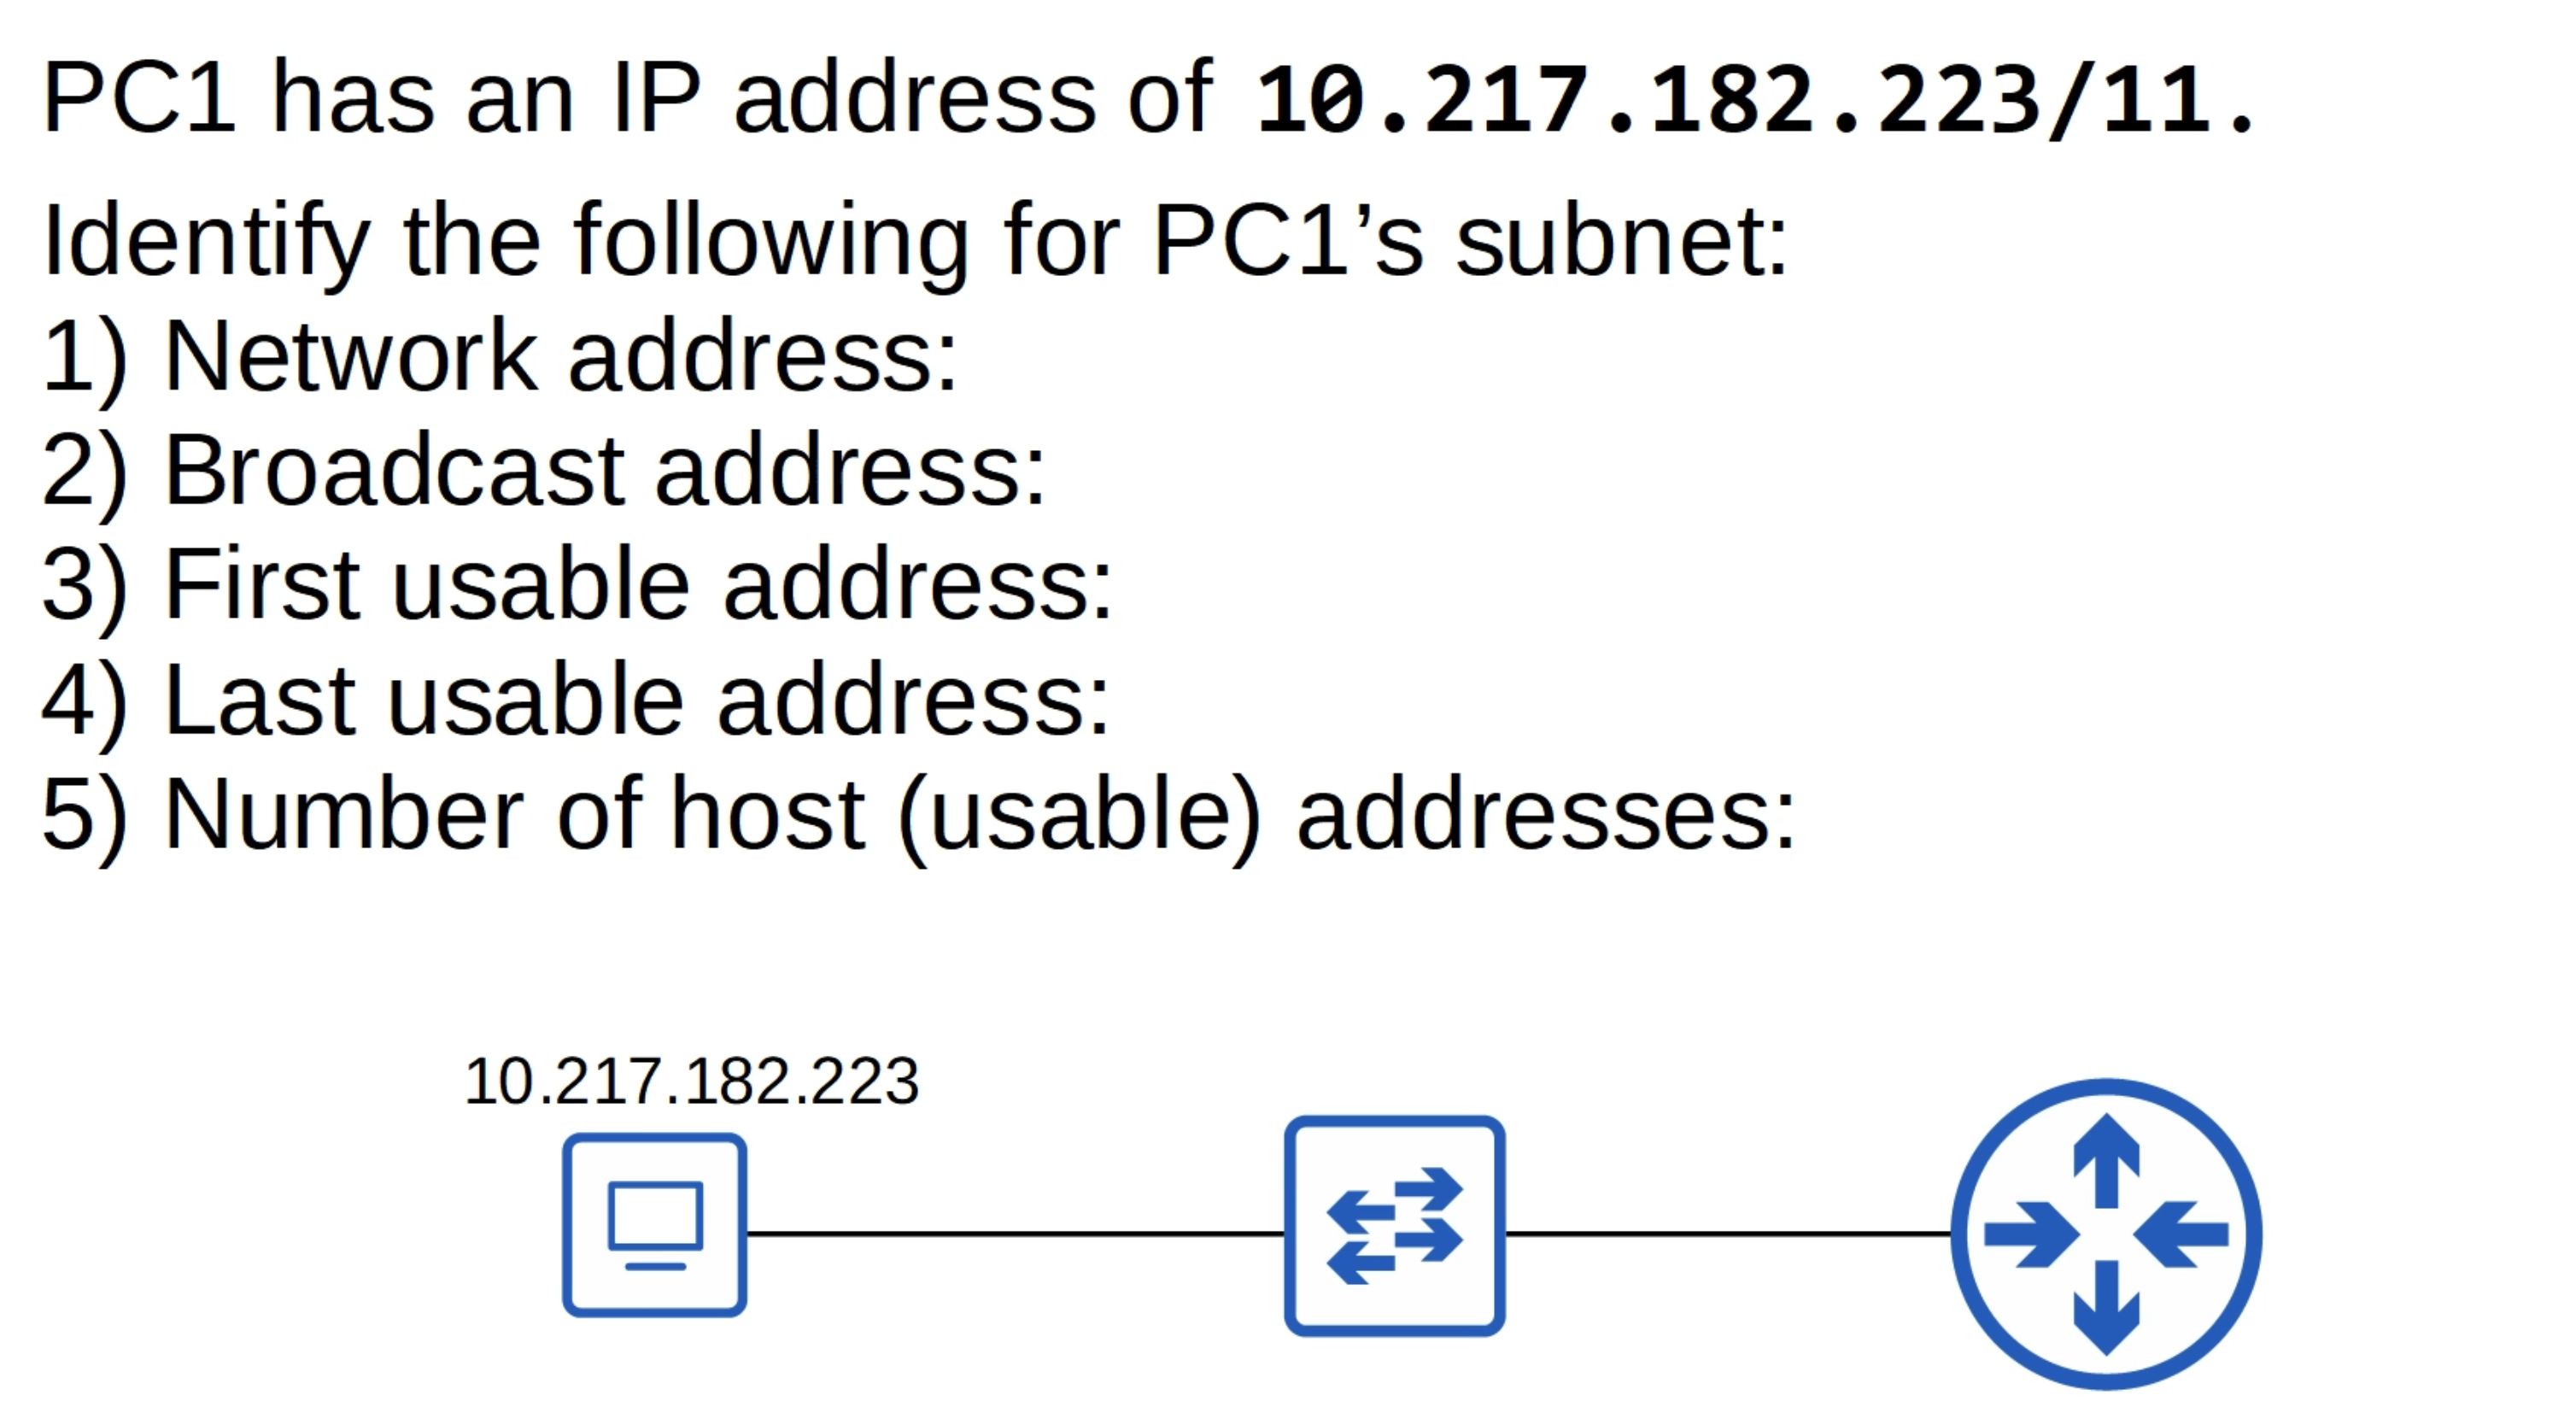 PC1 has an IP address of 10.217.182.223/11.
Identify the following for PC1’s subnet:
1) Network address:
2) Broadcast address:
3) First usable address:
4) Last usable address:
5) Number of host (usable) addresses:
10.217.182.223